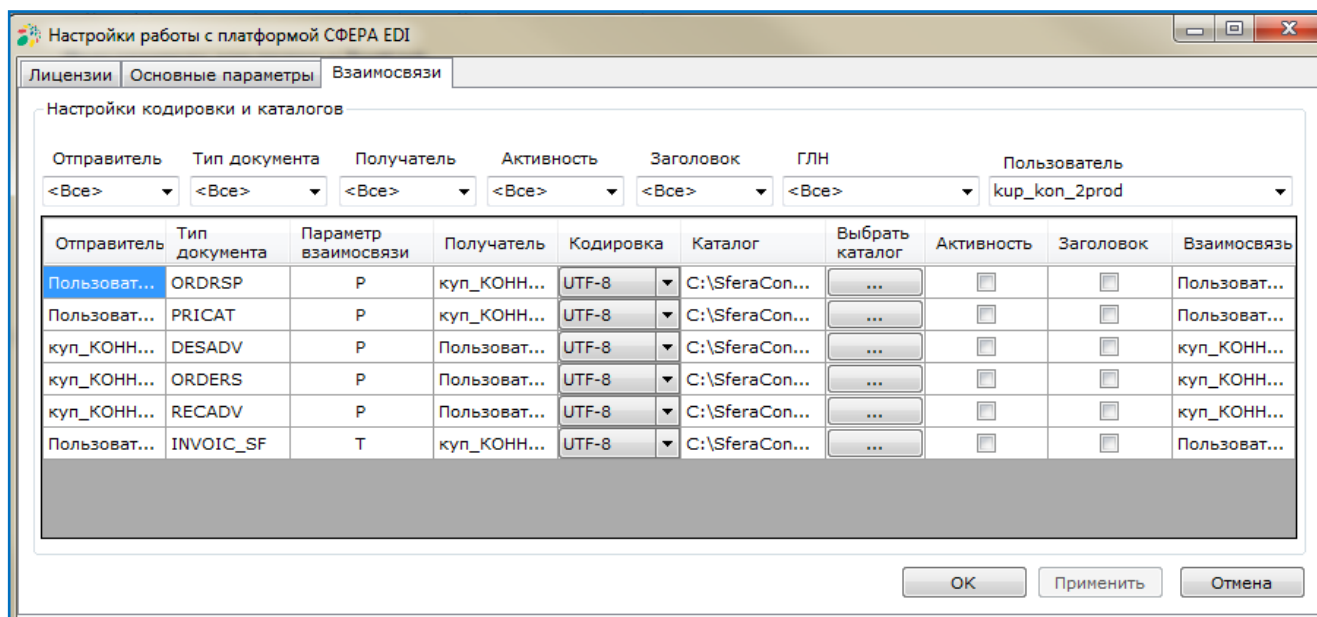 Настройки работы с платформой СФЕРА EDI
Лицензии Основные параметры Взаимосвязи
Настройки кодировки и каталогов
Отправитель Тип документа Получатель Активность Заголовок ГЛН Пользователь
<Все> <Все> <Все> <Все> <Все> <Все> kup_kon_2prod
Отправитель Тип документа Параметр взаимосвязи Получатель Кодировка Каталог Выбрать каталог Активность Заголовок Взаимосвязь
Пользоват... ORDRSP P куп_КОНН... UTF-8 C:\SferaCon... ... Пользоват...
Пользоват... PRICAT P куп_КОНН... UTF-8 C:\SferaCon... ... Пользоват...
куп_КОНН... DESADV P Пользоват... UTF-8 C:\SferaCon... ... куп_КОНН...
куп_КОНН... ORDERS P Пользоват... UTF-8 C:\SferaCon... ... куп_КОНН...
куп_КОНН... RECADV P Пользоват... UTF-8 C:\SferaCon... ... куп_КОНН...
Пользоват... INVOIC_SF T куп_КОНН... UTF-8 C:\SferaCon... ... Пользоват...
OK Применить Отмена